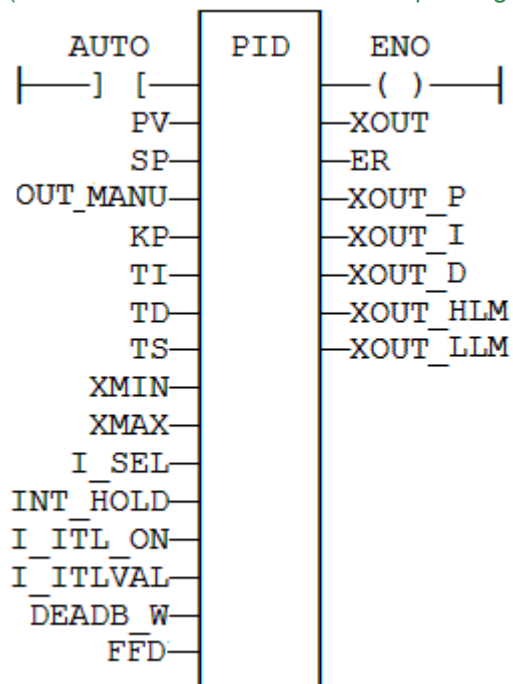 AUTO PID ENO
] [ ( )
PV XOUT
SP ER
OUT_MANU XOUT_P
KP XOUT_I
TI XOUT_D
TD XOUT_HLM
TS XOUT_LLM
XMIN
XMAX
I_SEL
INT_HOLD
I_ITL_ON
I_ITLVAL
DEADB_W
FFD